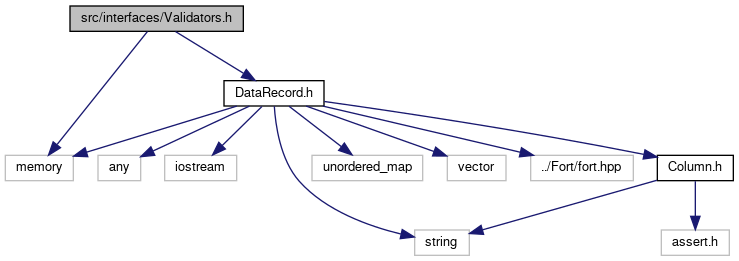 src/interfaces/Validators.h
DataRecord.h
memory
any
iostream
unordered_map
vector
../Fort/fort.hpp
Column.h
string
assert.h